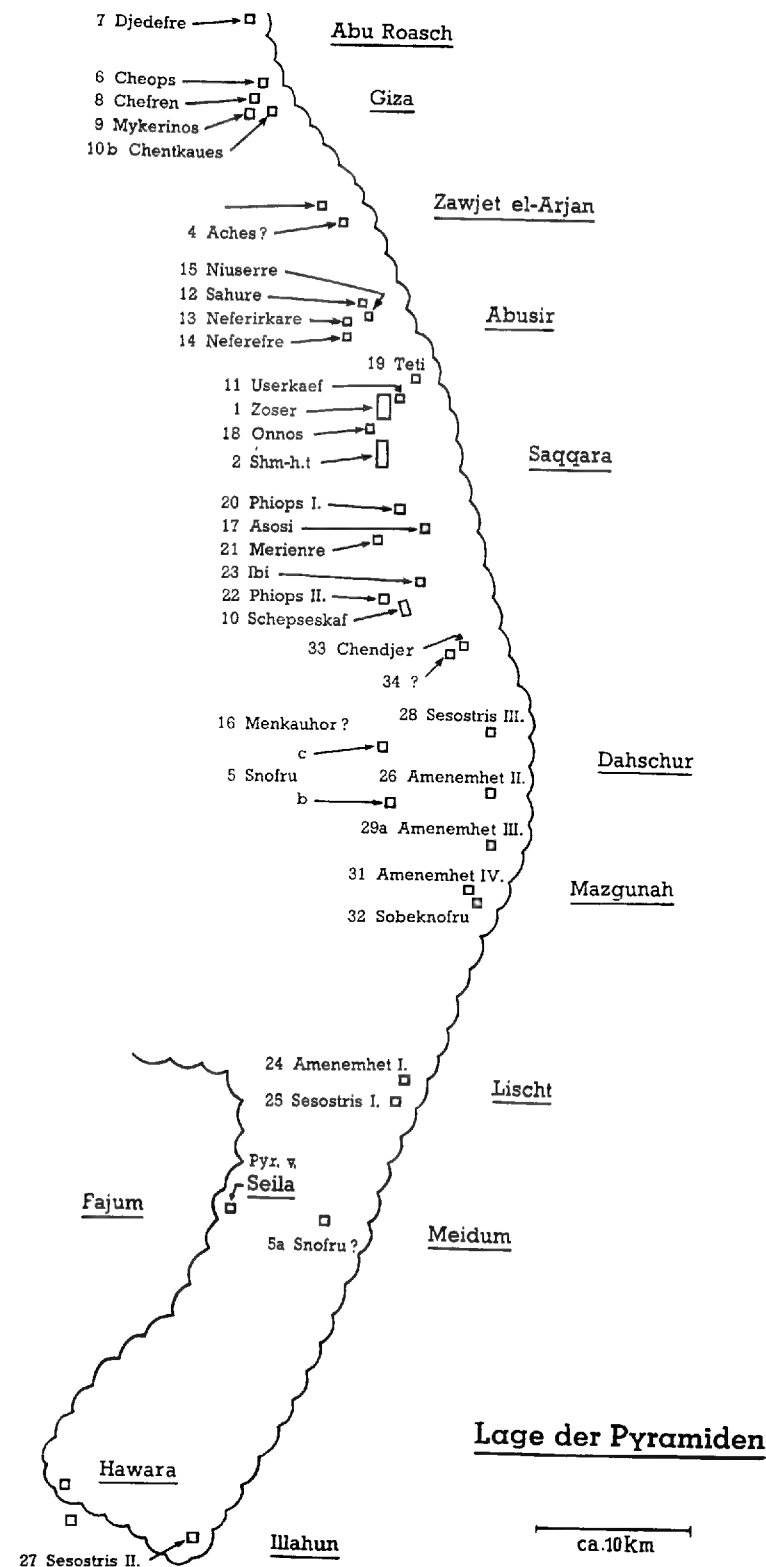 7 Djedefre
Abu Roasch
6 Cheops
8 Chefren
Giza
9 Mykerinos
10b Chentkaues
Zawjet el-Arjan
4 Aches?
15 Niuserre
12 Sahure
13 Neferirkare
Abusir
14 Neferefre
19 Teti
11 Userkaef
1 Zoser
18 Onnos
2 Śhm-h.t
Saqqara
20 Phiops I.
17 Asosi
21 Merienre
23 Ibi
22 Phiops II.
10 Schepseskaf
33 Chendjer
34 ?
28 Sesostris III.
16 Menkauhor?
c
Dahschur
5 Snofru
26 Amenemhet II.
b
29a Amenemhet III.
31 Amenemhet IV.
Mazgunah
32 Sobeknofru
24 Amenemhet I.
Lischt
25 Sesostris I.
Pyr. v.
Seila
Fajum
5a Snofru?
Meidum
Lage der Pyramiden
Hawara
Illahun
ca.10km
27 Sesostris II.